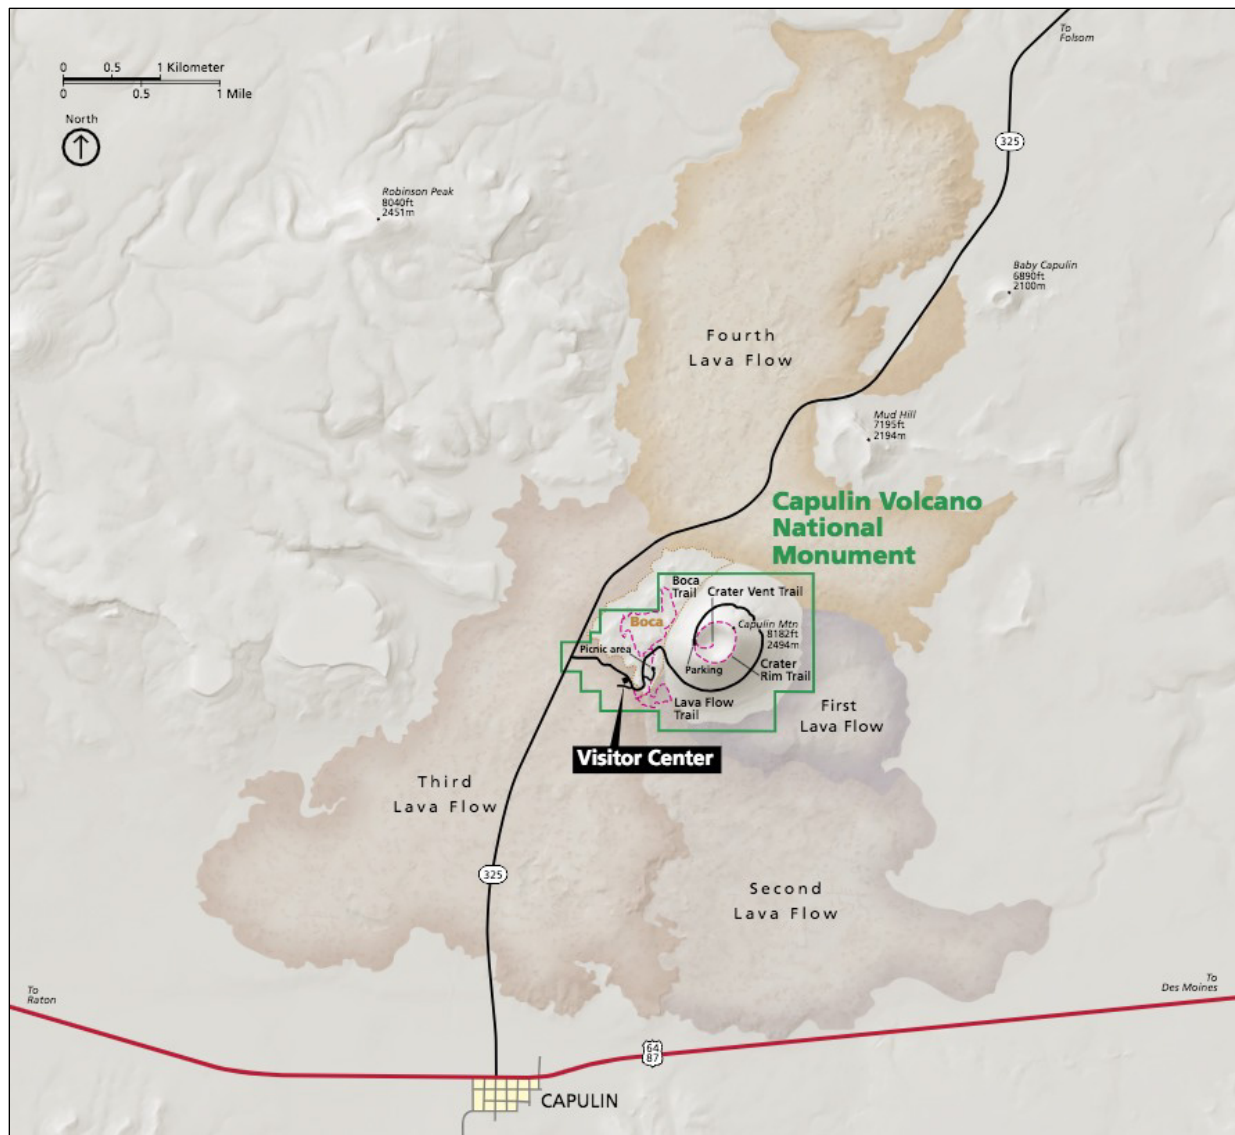 To
Folsom
0 0.5 1 Kilometer
0 0.5 1 Mile
North
325
Robinson Peak
8040ft
2451m
Baby Capulin
6890ft
2100m
Fourth
Lava Flow
Mud Hill
7195ft
2194m
Capulin Volcano
National
Monument
Boca
Trail
Crater Vent Trail
Boca
Capulin Mtn
8182ft
2494m
Picnic area
Parking
Crater
Rim Trail
Lava Flow
Trail
First
Lava Flow
Visitor Center
Third
Lava Flow
325
Second
Lava Flow
To
Raton
To
Des Moines
64
87
CAPULIN